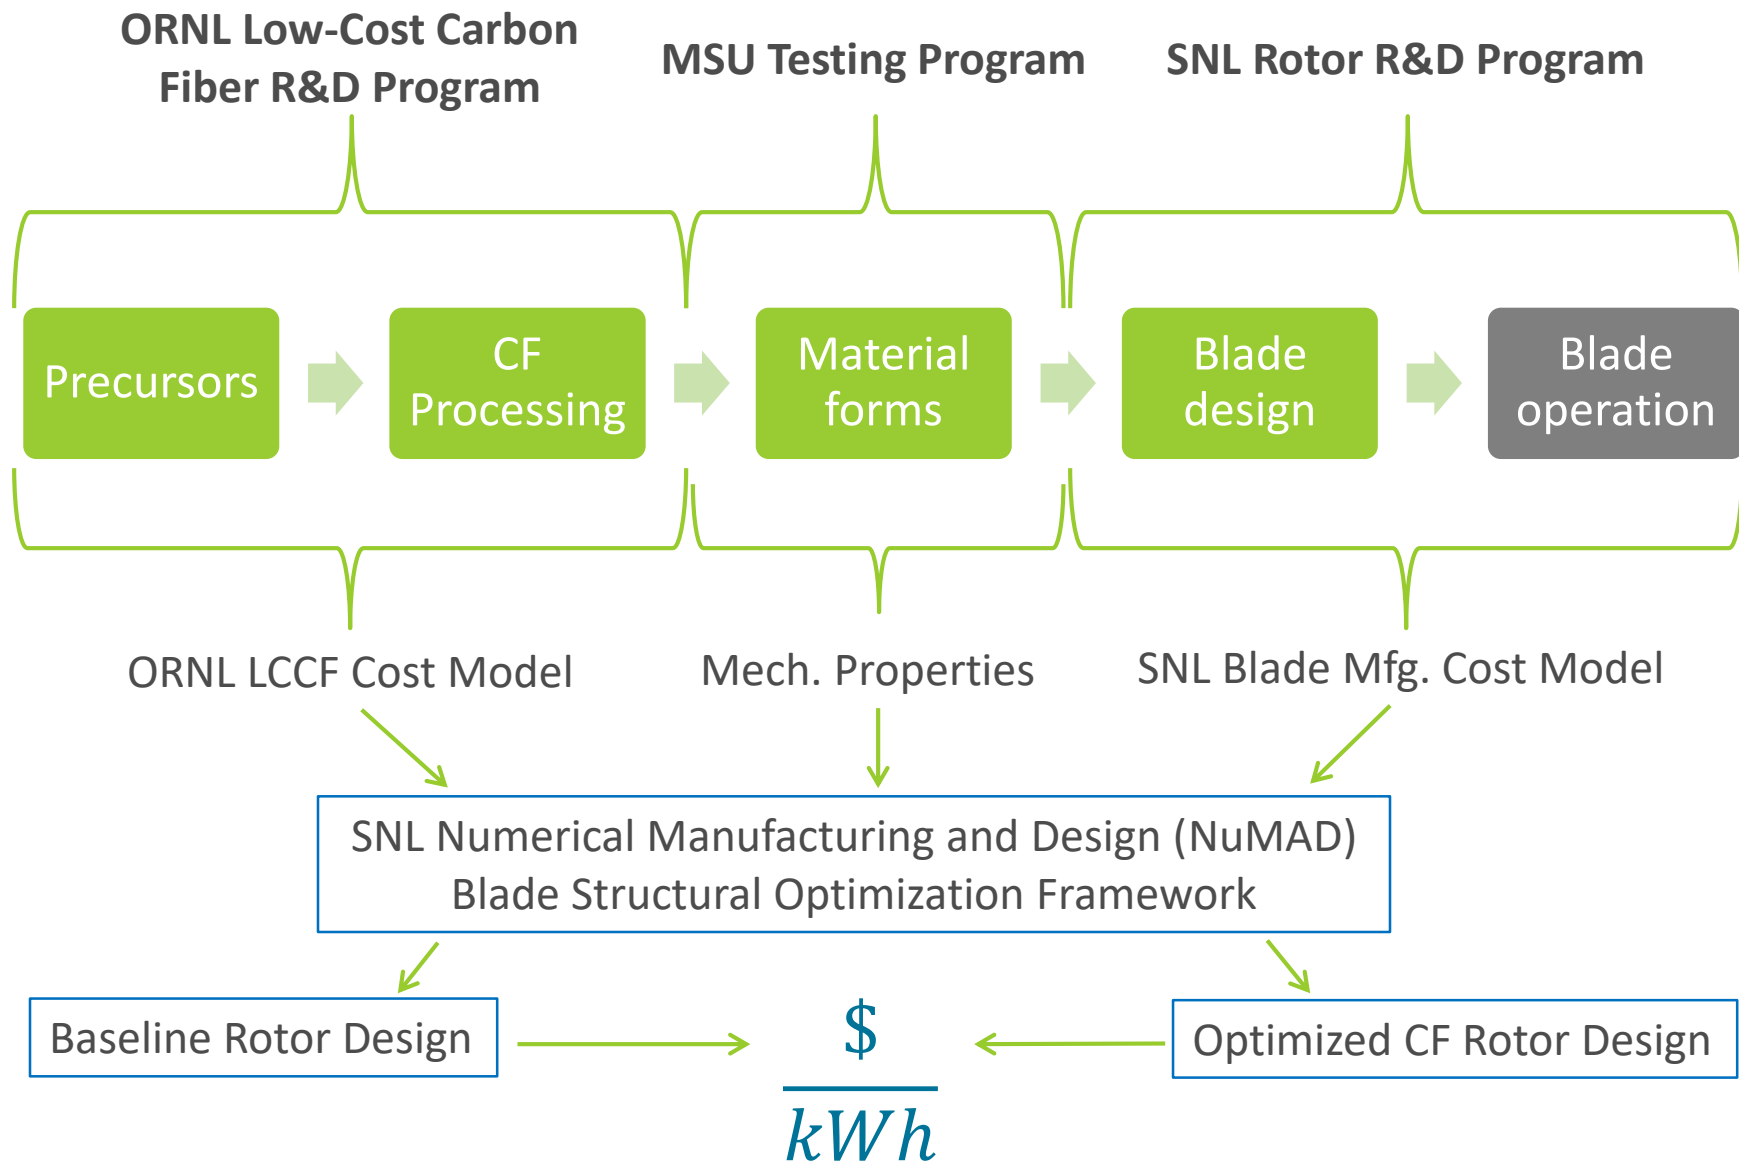 ORNL Low-Cost Carbon
Fiber R&D Program
MSU Testing Program
SNL Rotor R&D Program
Precursors
CF
Processing
Material
forms
Blade
design
Blade
operation
ORNL LCCF Cost Model
Mech. Properties
SNL Blade Mfg. Cost Model
SNL Numerical Manufacturing and Design (NuMAD)
Blade Structural Optimization Framework
Baseline Rotor Design
$
kWh
Optimized CF Rotor Design